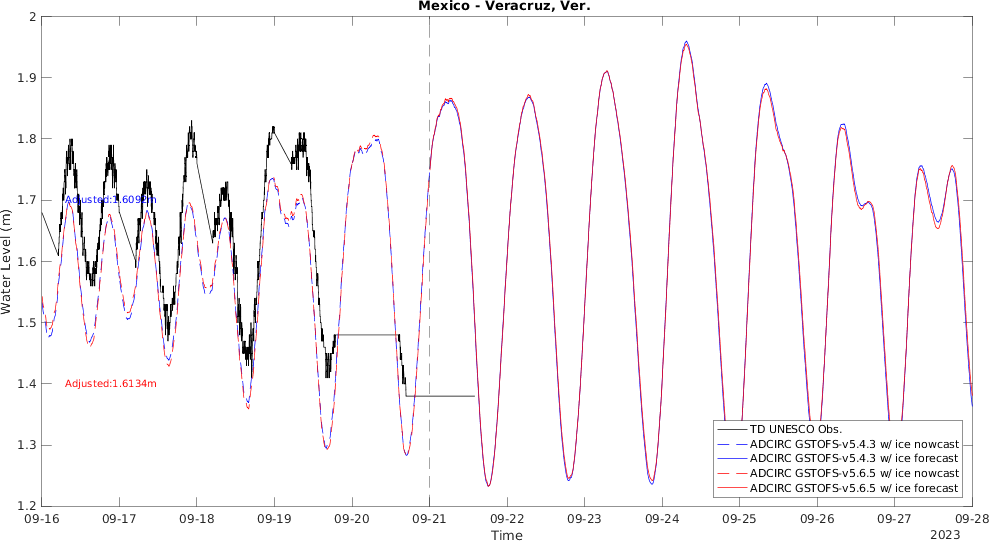 Mexico - Veracruz, Ver.
2
1.9
1.8
1.7
1.6
1.5
1.4
1.3
1.2
Water Level (m)
Adjusted:1.6092m
Adjusted:1.6134m
TD UNESCO Obs.
ADCIRC GSTOFS-v5.4.3 w/ ice nowcast
ADCIRC GSTOFS-v5.4.3 w/ ice forecast
ADCIRC GSTOFS-v5.6.5 w/ ice nowcast
ADCIRC GSTOFS-v5.6.5 w/ ice forecast
09-16 09-17 09-18 09-19 09-20 09-21 09-22 09-23 09-24 09-25 09-26 09-27 09-28
Time
2023